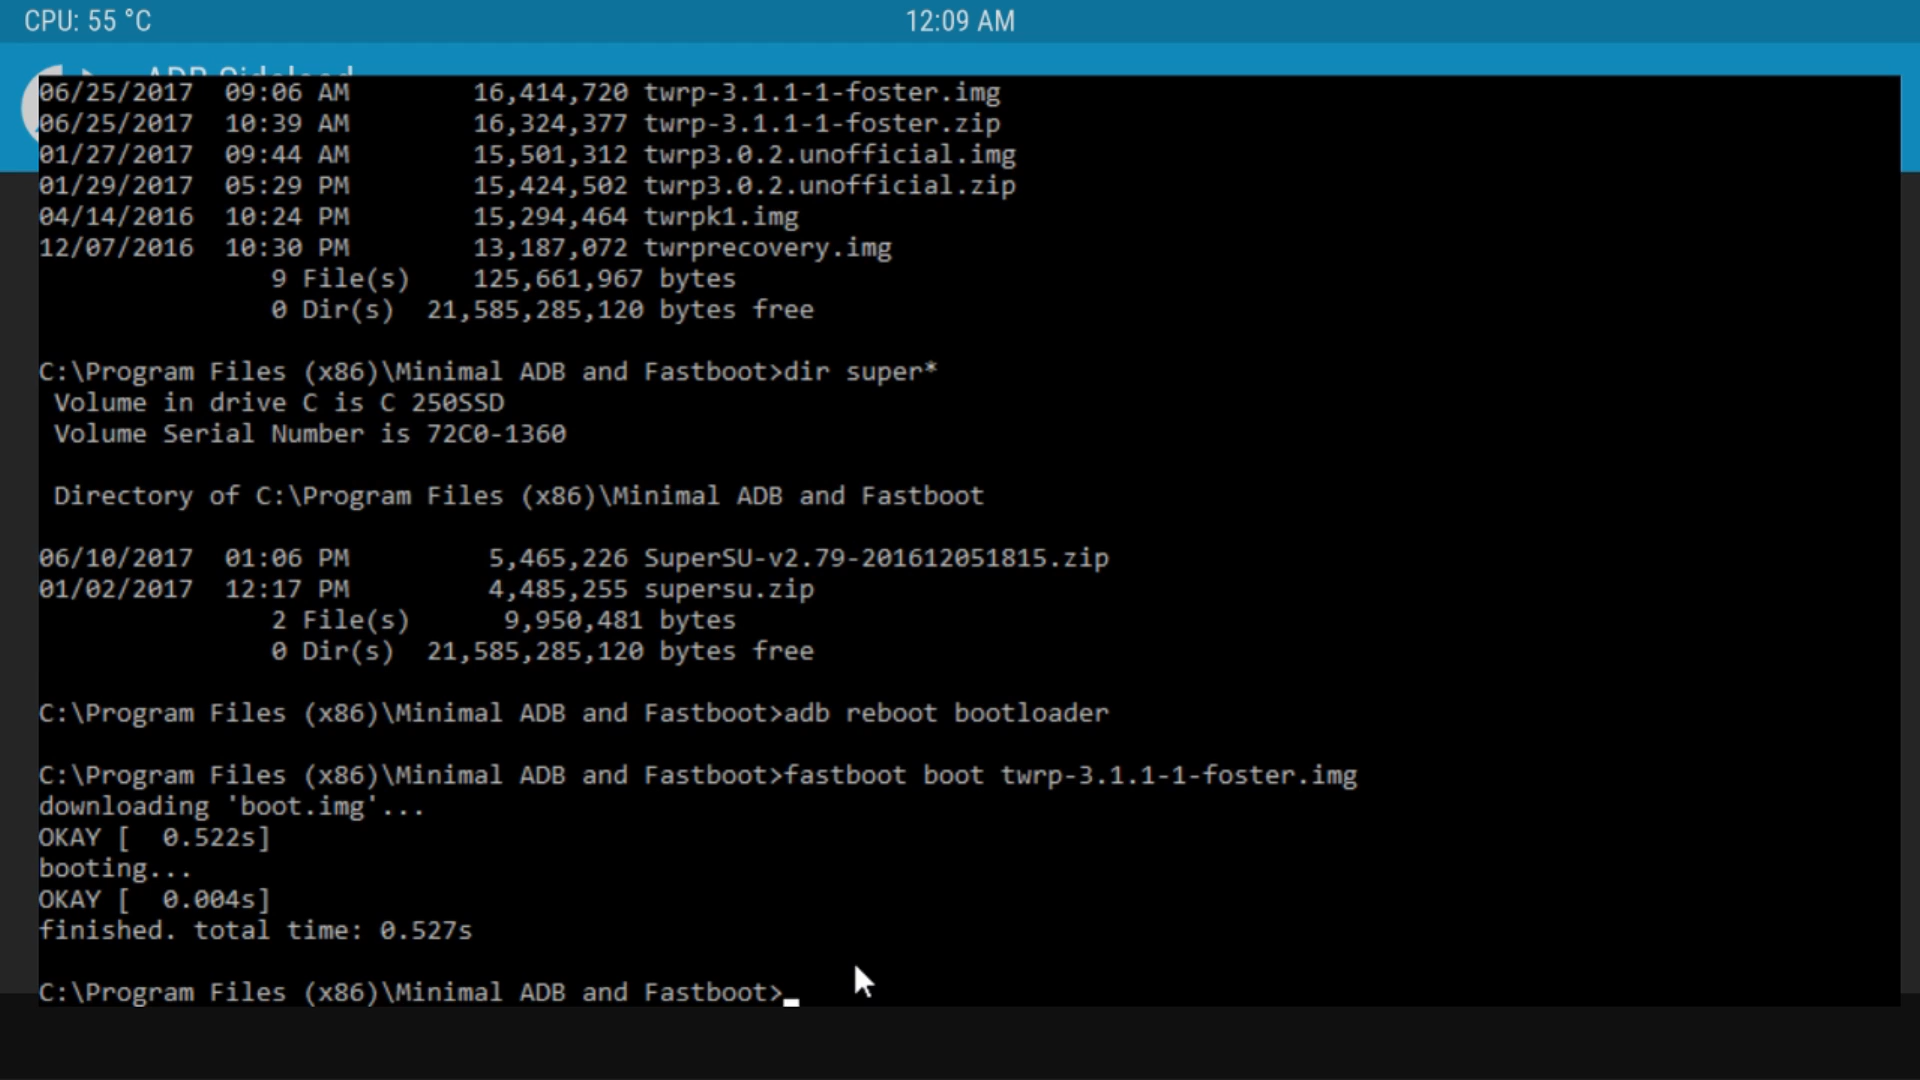 CPU: 55 °C
12:09 AM
ADB Sideload
06/25/2017  09:06 AM        16,414,720 twrp-3.1.1-1-foster.img
06/25/2017  10:39 AM        16,324,377 twrp-3.1.1-1-foster.zip
01/27/2017  09:44 AM        15,501,312 twrp3.0.2.unofficial.img
01/29/2017  05:29 PM        15,424,502 twrp3.0.2.unofficial.zip
04/14/2016  10:24 PM        15,294,464 twrpk1.img
12/07/2016  10:30 PM        13,187,072 twrprecovery.img
9 File(s)    125,661,967 bytes
0 Dir(s)  21,585,285,120 bytes free
C:\Program Files (x86)\Minimal ADB and Fastboot>dir super*
Volume in drive C is C 250SSD
Volume Serial Number is 72C0-1360
Directory of C:\Program Files (x86)\Minimal ADB and Fastboot
06/10/2017  01:06 PM         5,465,226 SuperSU-v2.79-201612051815.zip
01/02/2017  12:17 PM         4,485,255 supersu.zip
2 File(s)      9,950,481 bytes
0 Dir(s)  21,585,285,120 bytes free
C:\Program Files (x86)\Minimal ADB and Fastboot>adb reboot bootloader
C:\Program Files (x86)\Minimal ADB and Fastboot>fastboot boot twrp-3.1.1-1-foster.img
downloading 'boot.img'...
OKAY [  0.522s]
booting...
OKAY [  0.004s]
finished. total time: 0.527s
C:\Program Files (x86)\Minimal ADB and Fastboot>